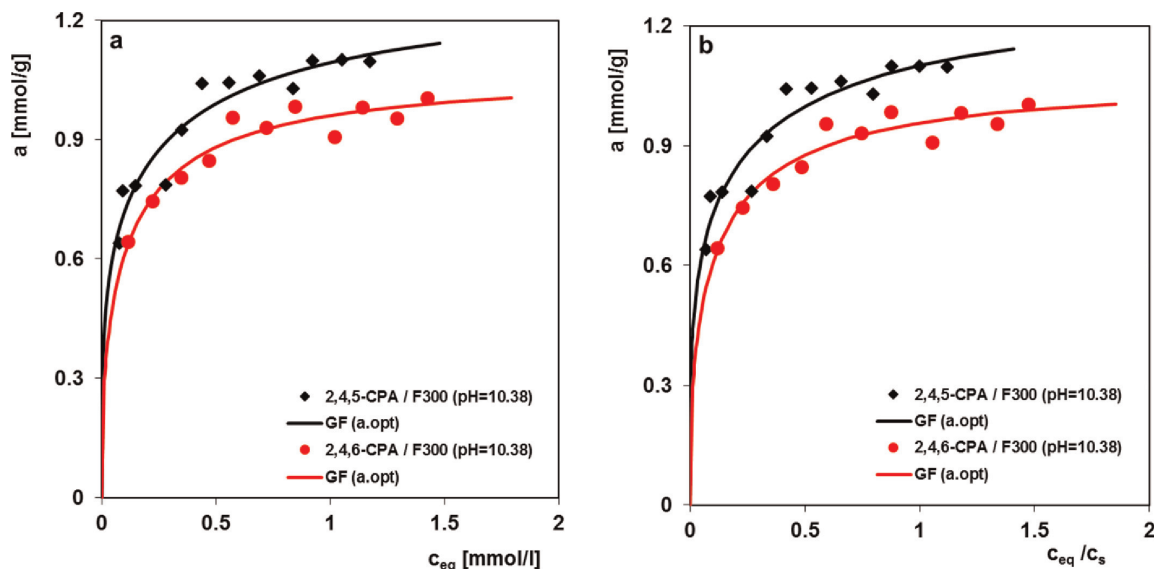 a
a [mmol/g]
1.2
0.9
0.6
0.3
0
0 0.5 1 1.5 2
c_eq [mmol/l]
2,4,5-CPA / F300 (pH=10.38)
GF (a.opt)
2,4,6-CPA / F300 (pH=10.38)
GF (a.opt)
b
a [mmol/g]
1.2
0.9
0.6
0.3
0
0 0.5 1 1.5 2
c_eq /c_s
2,4,5-CPA / F300 (pH=10.38)
GF (a.opt)
2,4,6-CPA / F300 (pH=10.38)
GF (a.opt)